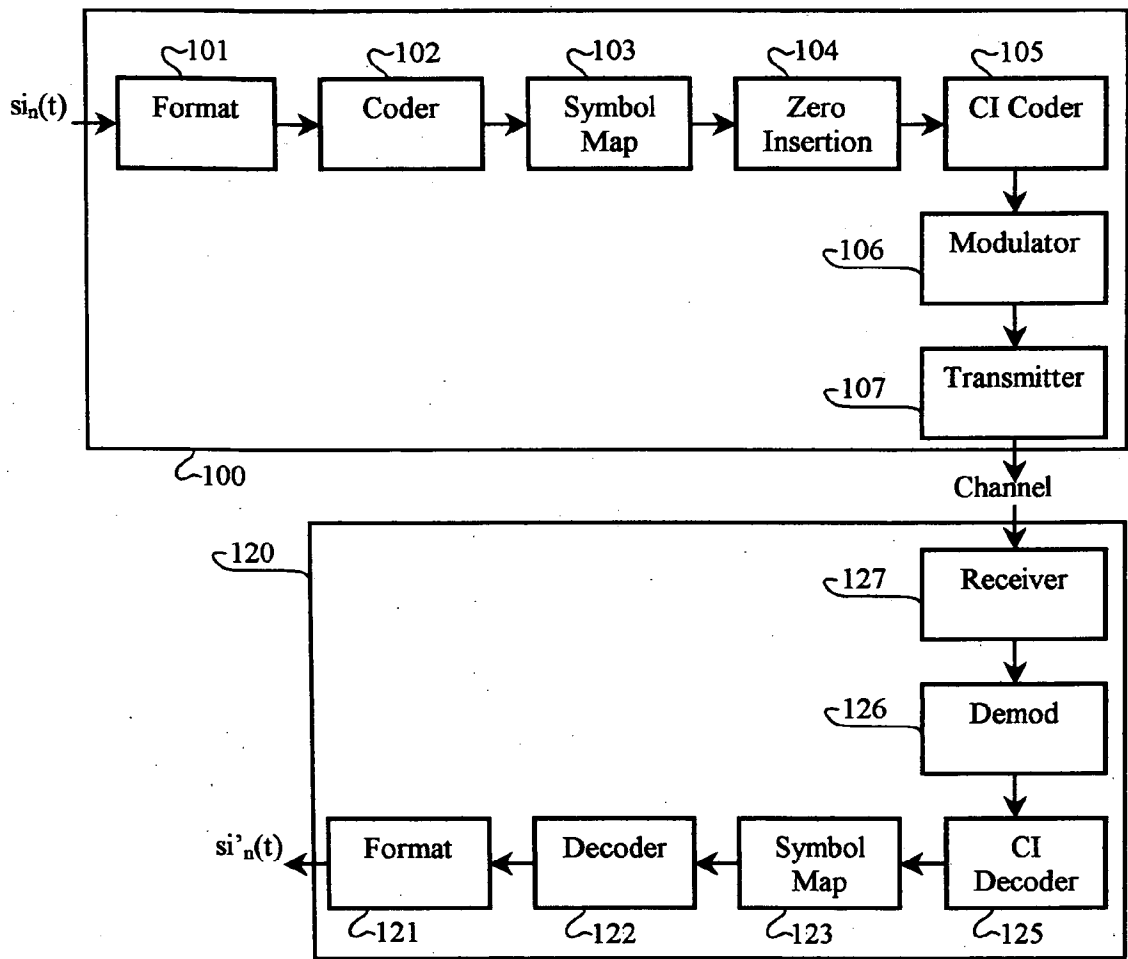 101 102 103 104 105
si_n(t) Format Coder Symbol Map Zero Insertion CI Coder
106 Modulator
107 Transmitter
100
Channel
120
127 Receiver
126 Demod
si'_n(t) Format Decoder Symbol Map CI Decoder
121 122 123 125